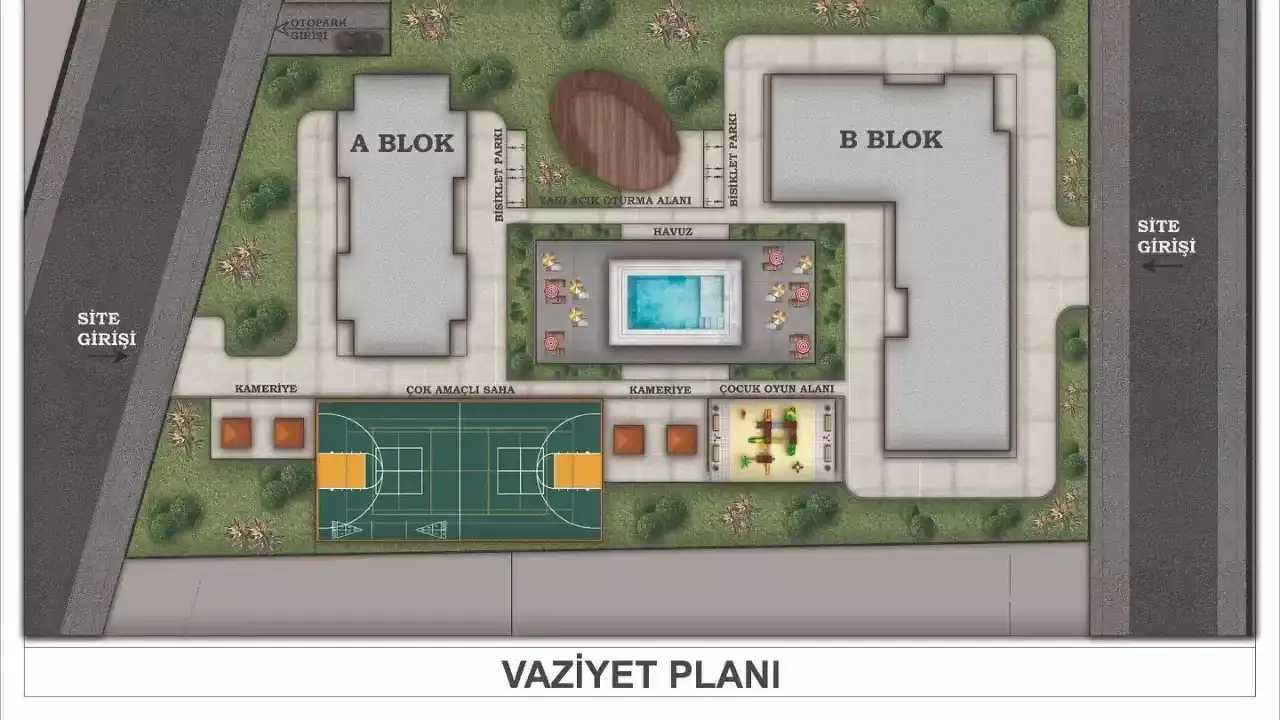 OTOPARK
GİRİŞİ
A BLOK
B BLOK
BİSİKLET PARKI
BİSİKLET PARKI
YARI AÇIK OTURMA ALANI
HAVUZ
SİTE
GİRİŞİ
SİTE
GİRİŞİ
KAMERİYE
ÇOK AMAÇLI SAHA
KAMERİYE
ÇOCUK OYUN ALANI
VAZİYET PLANI